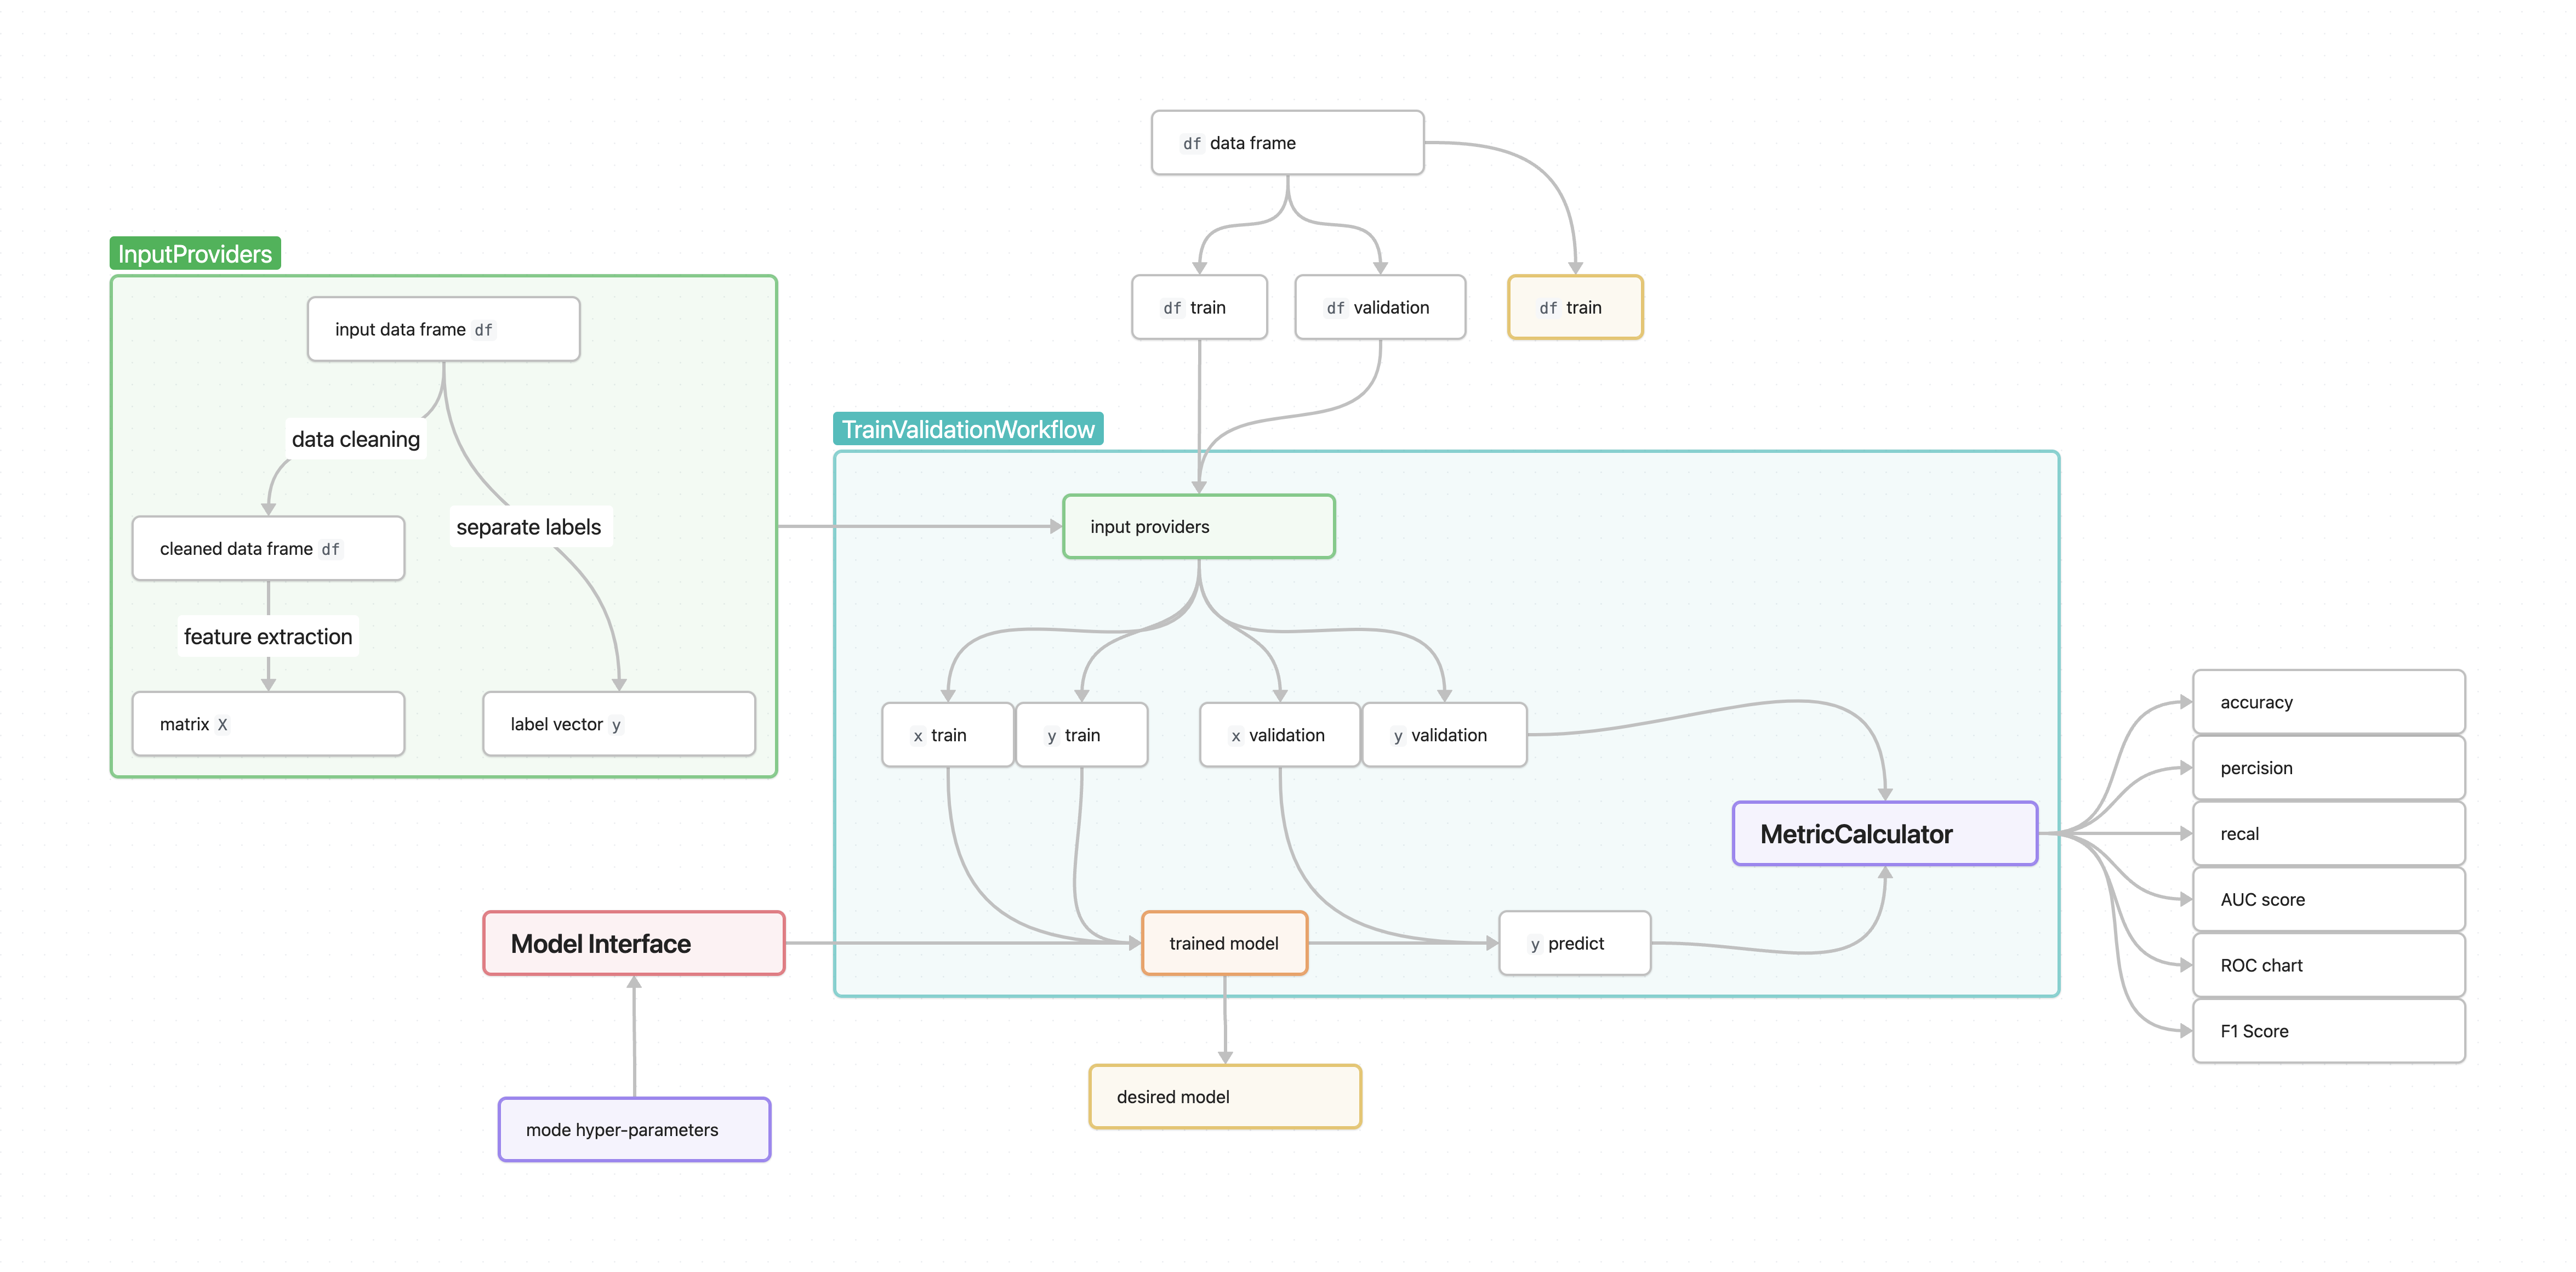 df data frame
InputProviders
df train
df validation
df train
input data frame df
TrainValidationWorkflow
data cleaning
separate labels
input providers
cleaned data frame df
feature extraction
matrix X
label vector y
x train
y train
x validation
y validation
accuracy
percision
MetricCalculator
recal
AUC score
Model Interface
trained model
y predict
ROC chart
F1 Score
desired model
mode hyper-parameters